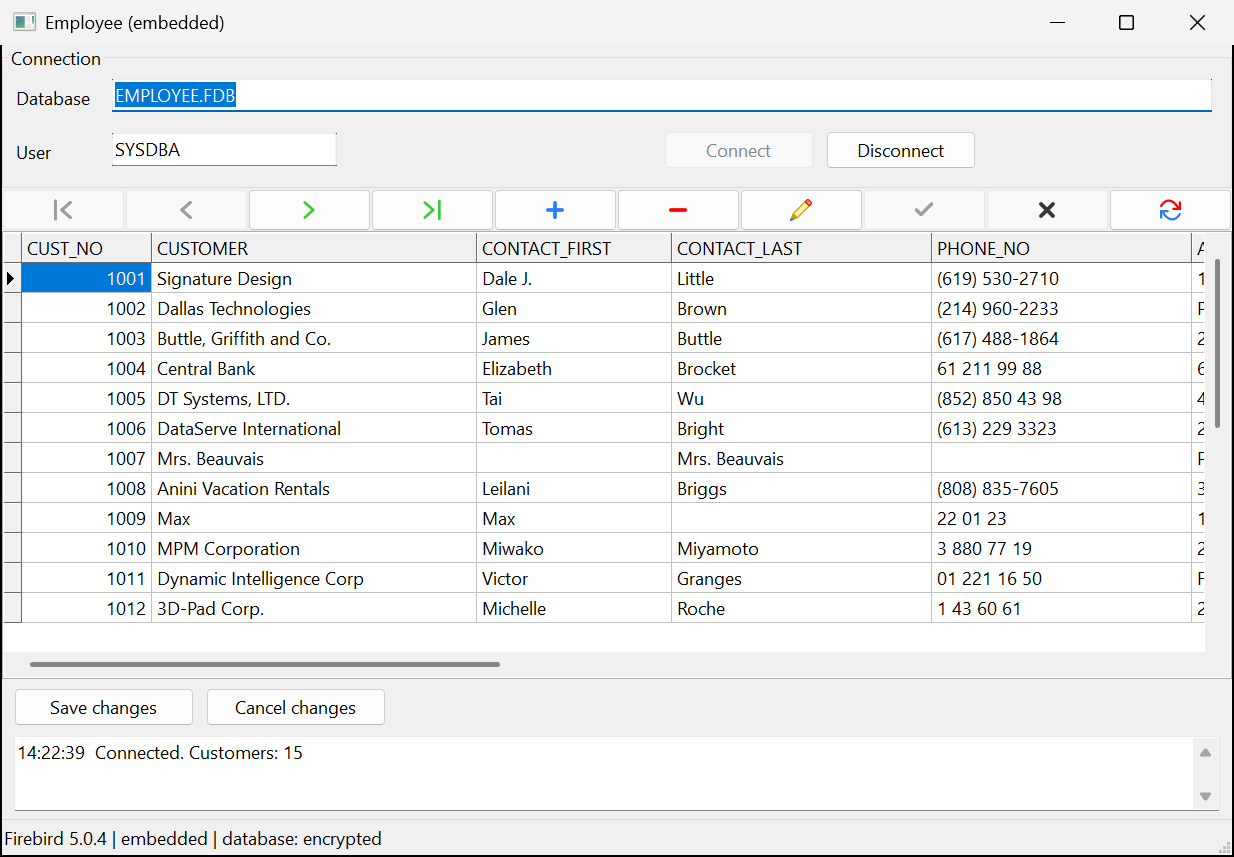 Employee (embedded)
Connection
Database EMPLOYEE.FDB
User SYSDBA Connect Disconnect
CUST_NO CUSTOMER CONTACT_FIRST CONTACT_LAST PHONE_NO
1001 Signature Design Dale J. Little (619) 530-2710
1002 Dallas Technologies Glen Brown (214) 960-2233
1003 Buttle, Griffith and Co. James Buttle (617) 488-1864
1004 Central Bank Elizabeth Brocket 61 211 99 88
1005 DT Systems, LTD. Tai Wu (852) 850 43 98
1006 DataServe International Tomas Bright (613) 229 3323
1007 Mrs. Beauvais Mrs. Beauvais
1008 Anini Vacation Rentals Leilani Briggs (808) 835-7605
1009 Max Max 22 01 23
1010 MPM Corporation Miwako Miyamoto 3 880 77 19
1011 Dynamic Intelligence Corp Victor Granges 01 221 16 50
1012 3D-Pad Corp. Michelle Roche 1 43 60 61
Save changes Cancel changes
14:22:39 Connected. Customers: 15
Firebird 5.0.4 | embedded | database: encrypted